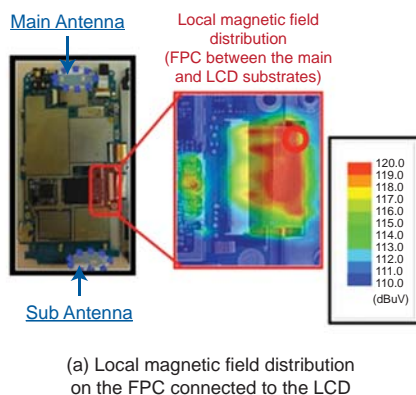 Main Antenna
Local magnetic field
distribution
(FPC between the main
and LCD substrates)
120.0
119.0
118.0
117.0
116.0
115.0
114.0
113.0
112.0
111.0
110.0
(dBuV)
Sub Antenna
(a) Local magnetic field distribution
on the FPC connected to the LCD